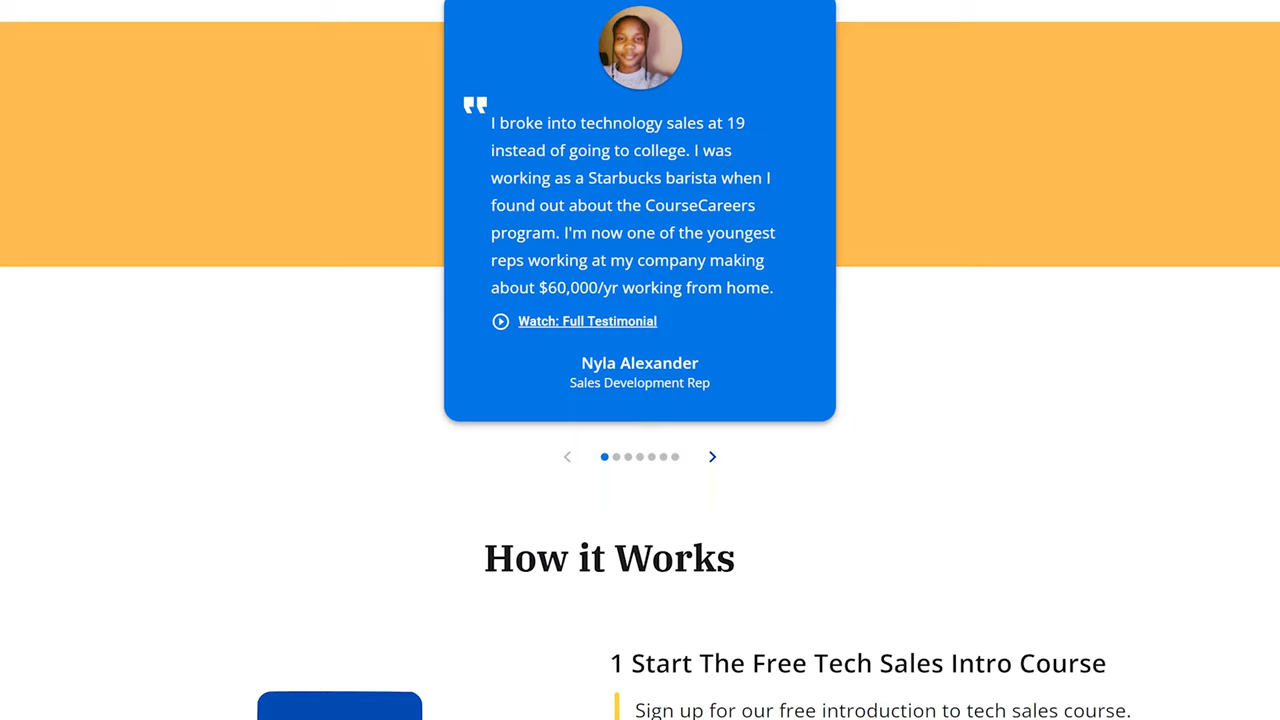 I broke into technology sales at 19
instead of going to college. I was
working as a Starbucks barista when I
found out about the CourseCareers
program. I'm now one of the youngest
reps working at my company making
about $60,000/yr working from home.
Watch: Full Testimonial
Nyla Alexander
Sales Development Rep
How it Works
1 Start The Free Tech Sales Intro Course
Sign up for our free introduction to tech sales course.